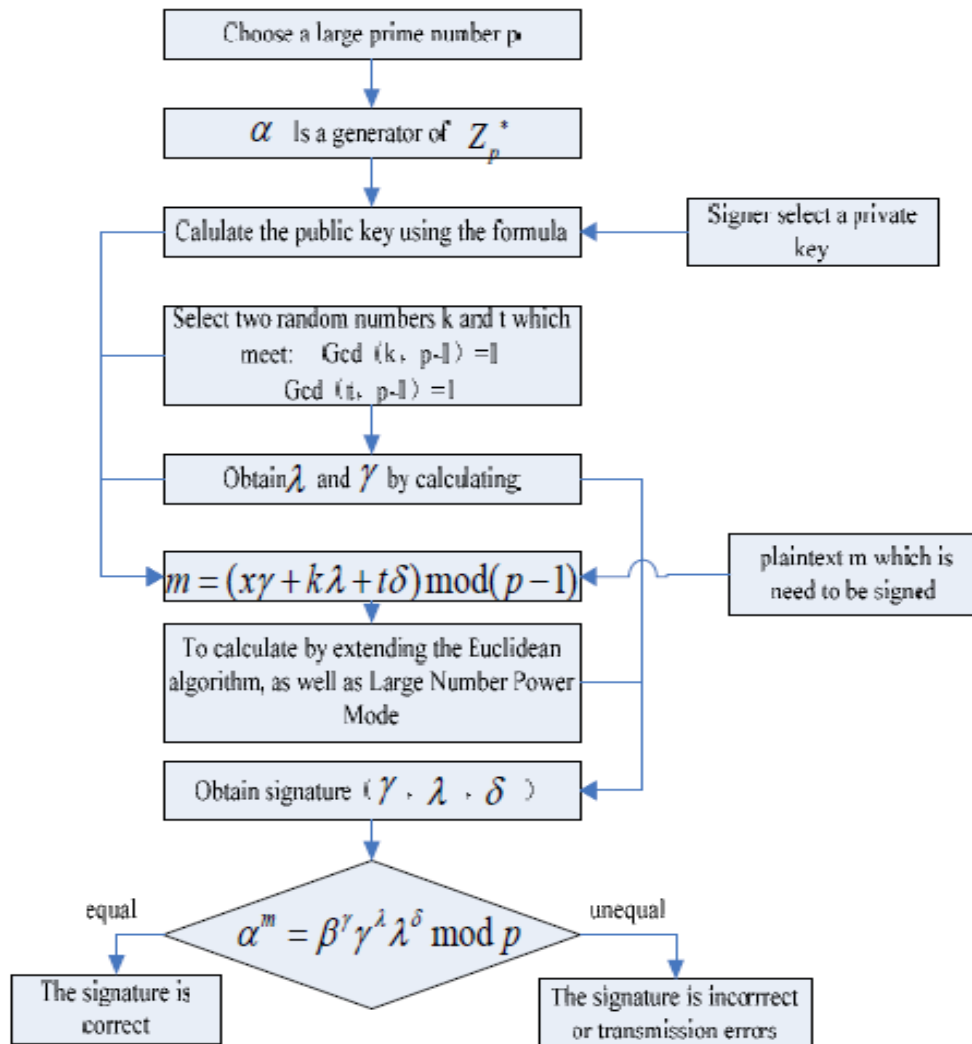 Choose a large prime number p
α Is a generator of Z_p^*
Calulate the public key using the formula
Signer select a private
key
Select two random numbers k and t which
meet: Gcd (k, p-1) =1
Gcd (t, p-1) =1
Obtain λ and γ by calculating
m = (xγ + kλ + tδ) mod(p − 1)
plaintext m which is
need to be signed
To calculate by extending the Euclidean
algorithm, as well as Large Number Power
Mode
Obtain signature (γ, λ, δ)
equal
α^m = β^γ γ^λ λ^δ mod p
unequal
The signature is
correct
The signature is incorrrect
or transmission errors